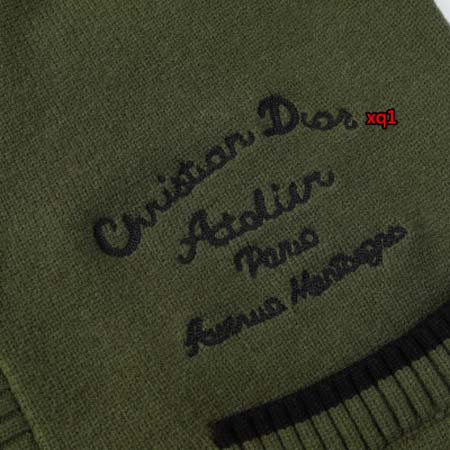 Christian Dior
xq1
Atelier
Paris
Avenue Montaigne